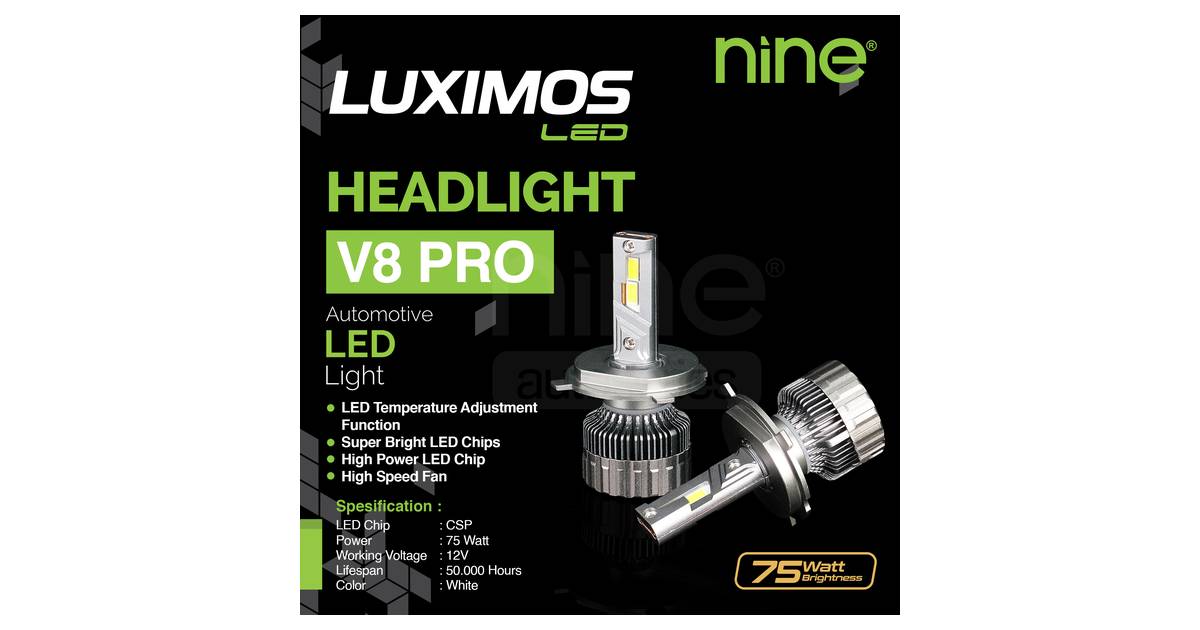 nine®
LUXIMOS
LED
HEADLIGHT
V8 PRO
Automotive
LED
Light
• LED Temperature Adjustment
Function
• Super Bright LED Chips
• High Power LED Chip
• High Speed Fan
Spesification :
LED Chip : CSP
Power : 75 Watt
Working Voltage : 12V
Lifespan : 50.000 Hours
Color : White
nine®
75 Watt
Brightness